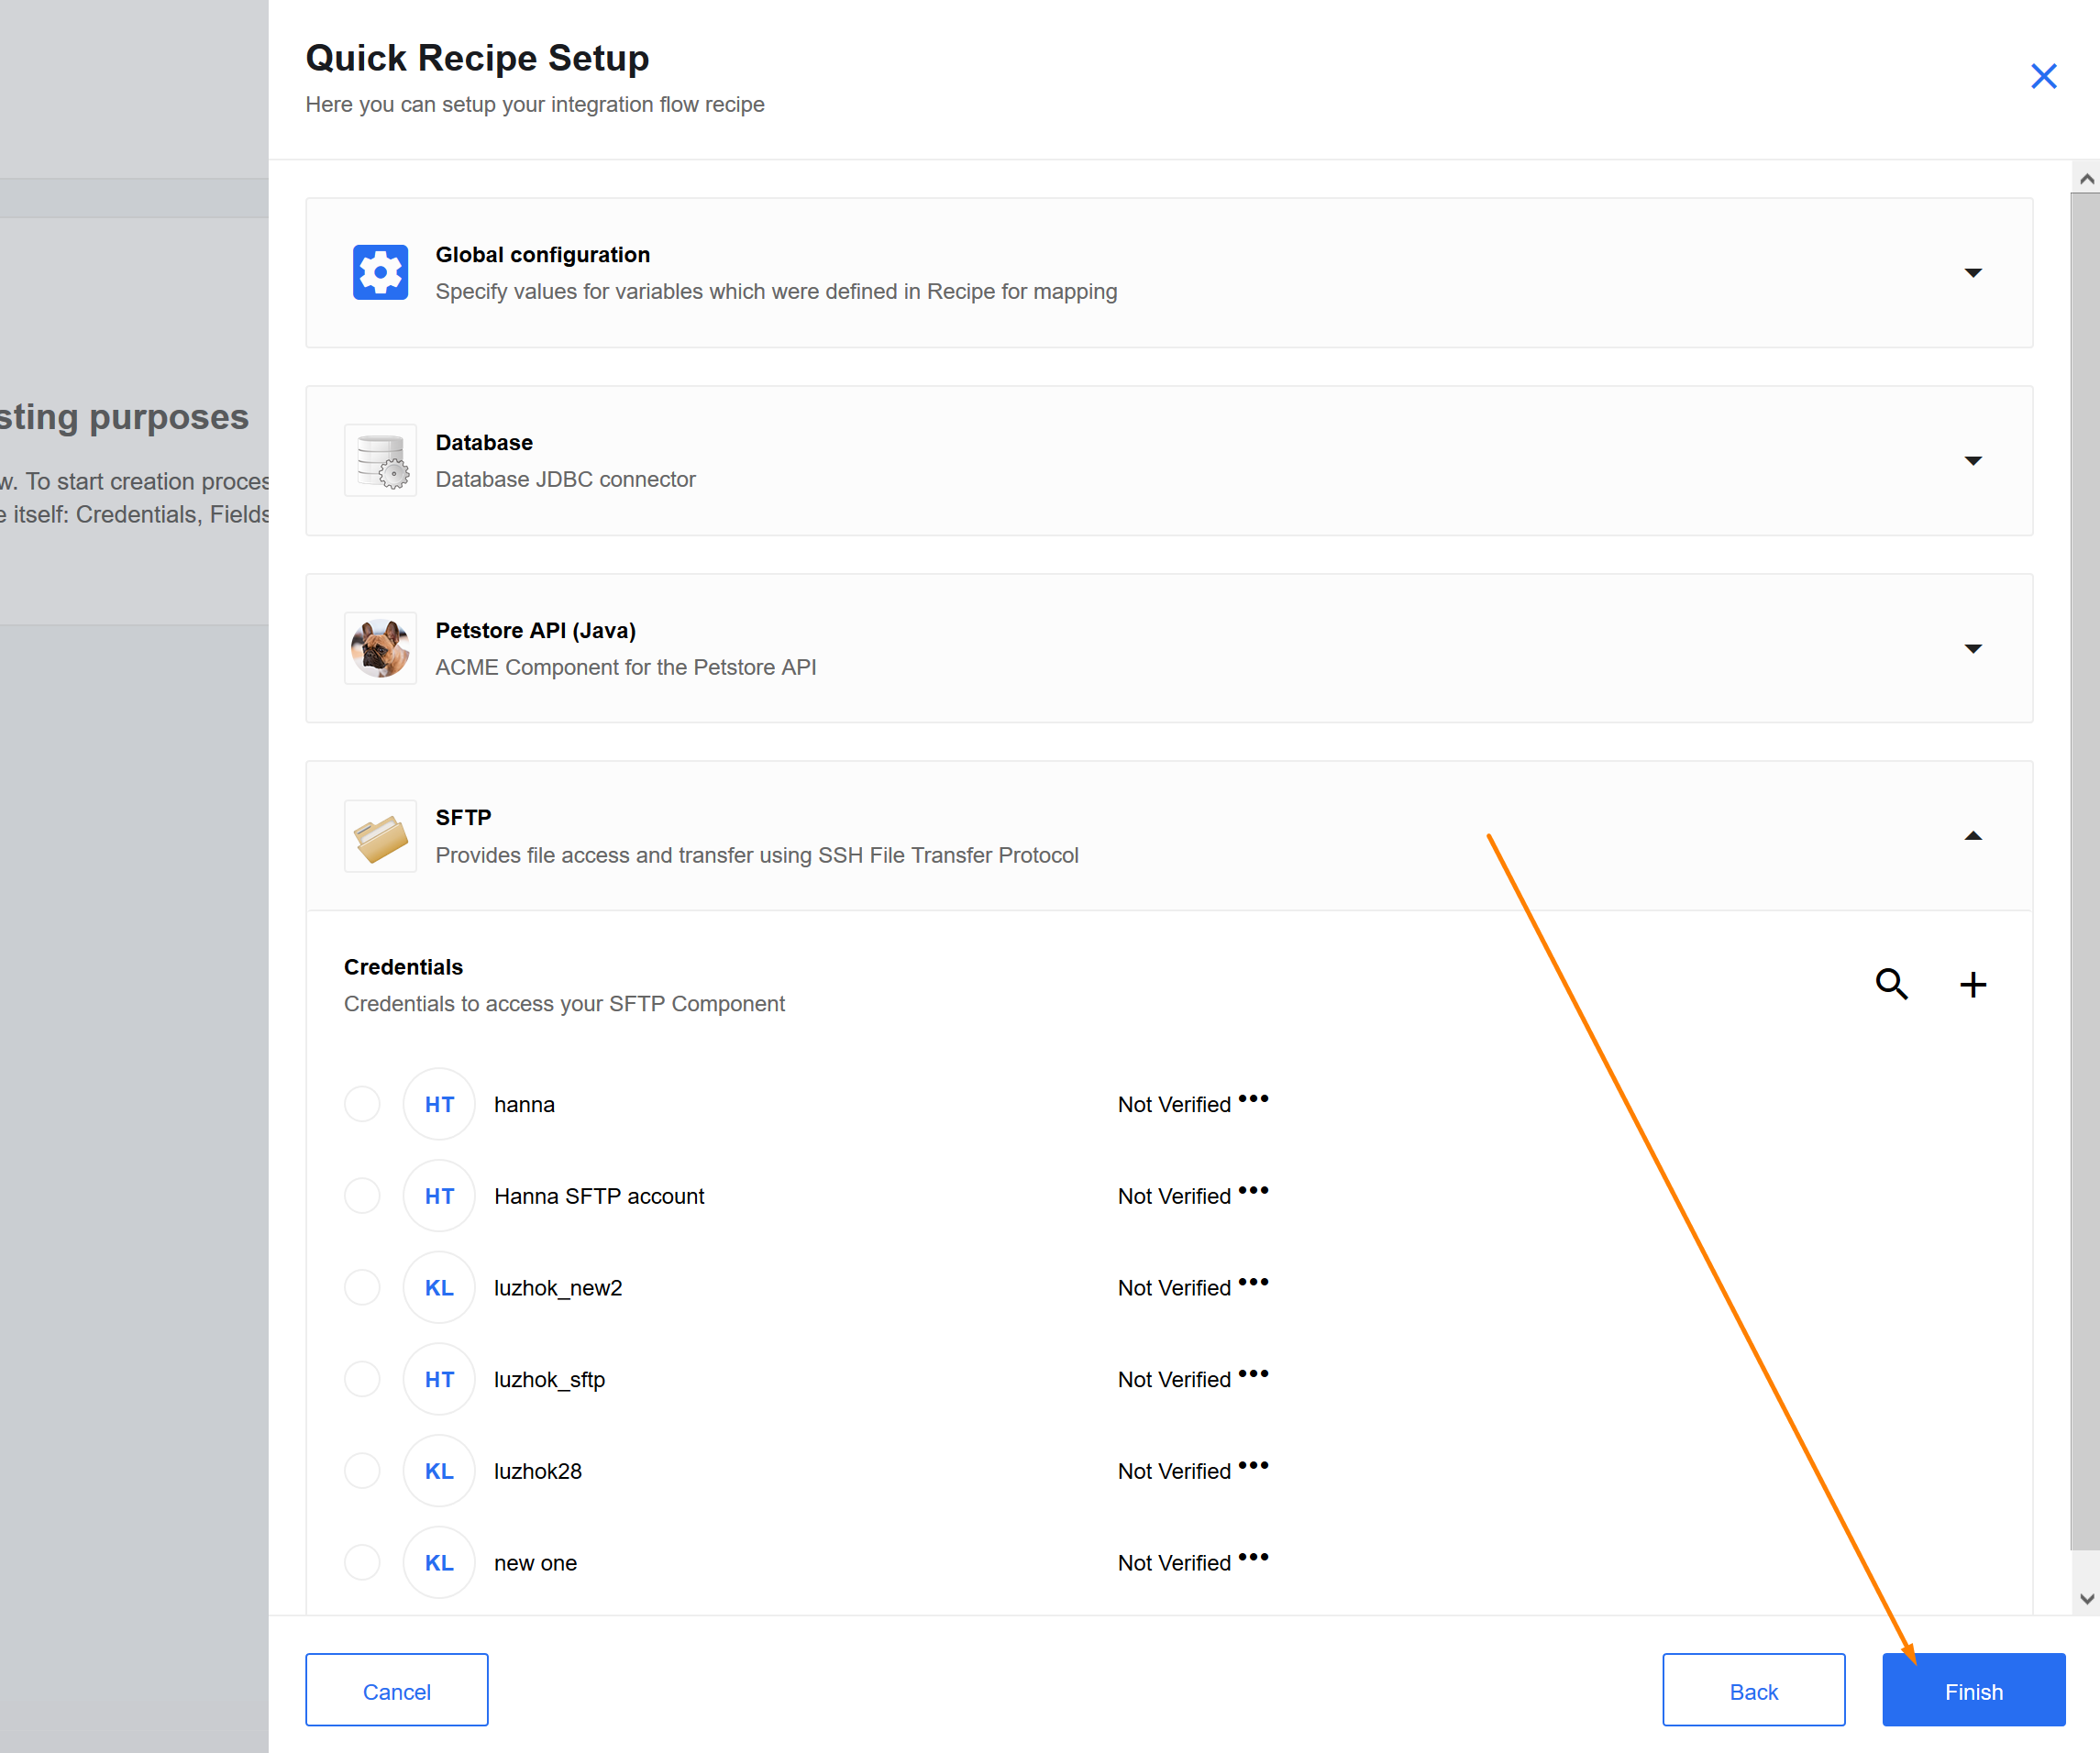 Quick Recipe Setup
Here you can setup your integration flow recipe
Global configuration
Specify values for variables which were defined in Recipe for mapping
sting purposes
Database
Database JDBC connector
w. To start creation proces
e itself: Credentials, Fields
Petstore API (Java)
ACME Component for the Petstore API
SFTP
Provides file access and transfer using SSH File Transfer Protocol
Credentials
Credentials to access your SFTP Component
HT hanna Not Verified •••
HT Hanna SFTP account Not Verified •••
KL luzhok_new2 Not Verified •••
HT luzhok_sftp Not Verified •••
KL luzhok28 Not Verified •••
KL new one Not Verified •••
Cancel Back Finish